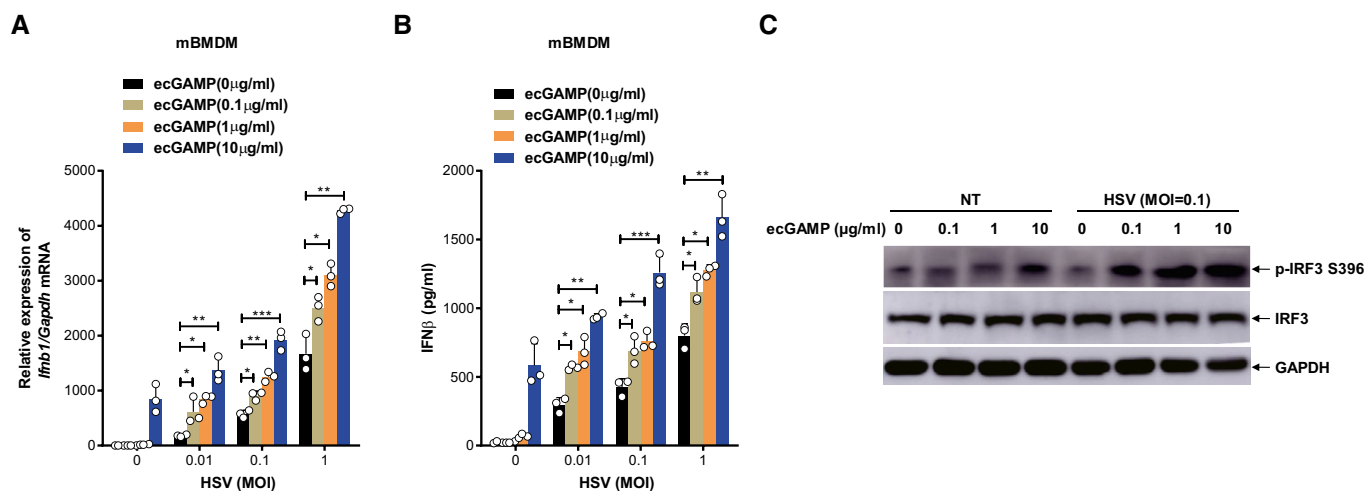 A
mBMDM
ecGAMP(0μg/ml)
ecGAMP(0.1μg/ml)
ecGAMP(1μg/ml)
ecGAMP(10μg/ml)
Relative expression of
Ifnb1/Gapdh mRNA
5000
4000
3000
2000
1000
0
** * *
*** ** *
** * *
0 0.01 0.1 1
HSV (MOI)
B
mBMDM
ecGAMP(0μg/ml)
ecGAMP(0.1μg/ml)
ecGAMP(1μg/ml)
ecGAMP(10μg/ml)
IFNβ (pg/ml)
2000
1500
1000
500
0
** * *
*** * *
** * *
0 0.01 0.1 1
HSV (MOI)
C
NT HSV (MOI=0.1)
ecGAMP (μg/ml) 0 0.1 1 10 0 0.1 1 10
p-IRF3 S396
IRF3
GAPDH